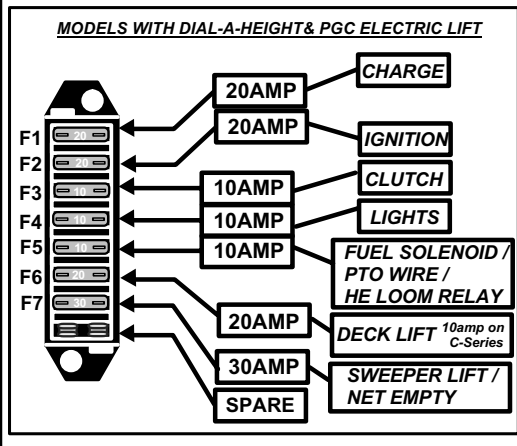 MODELS WITH DIAL-A-HEIGHT& PGC ELECTRIC LIFT
CHARGE
20AMP
20AMP
IGNITION
F1 20
F2 20
F3 10
F4 10
F5 10
F6 20
F7 30
10AMP
CLUTCH
10AMP
LIGHTS
10AMP
FUEL SOLENOID /
PTO WIRE /
HE LOOM RELAY
20AMP
DECK LIFT 10amp on
C-Series
30AMP
SWEEPER LIFT /
NET EMPTY
SPARE